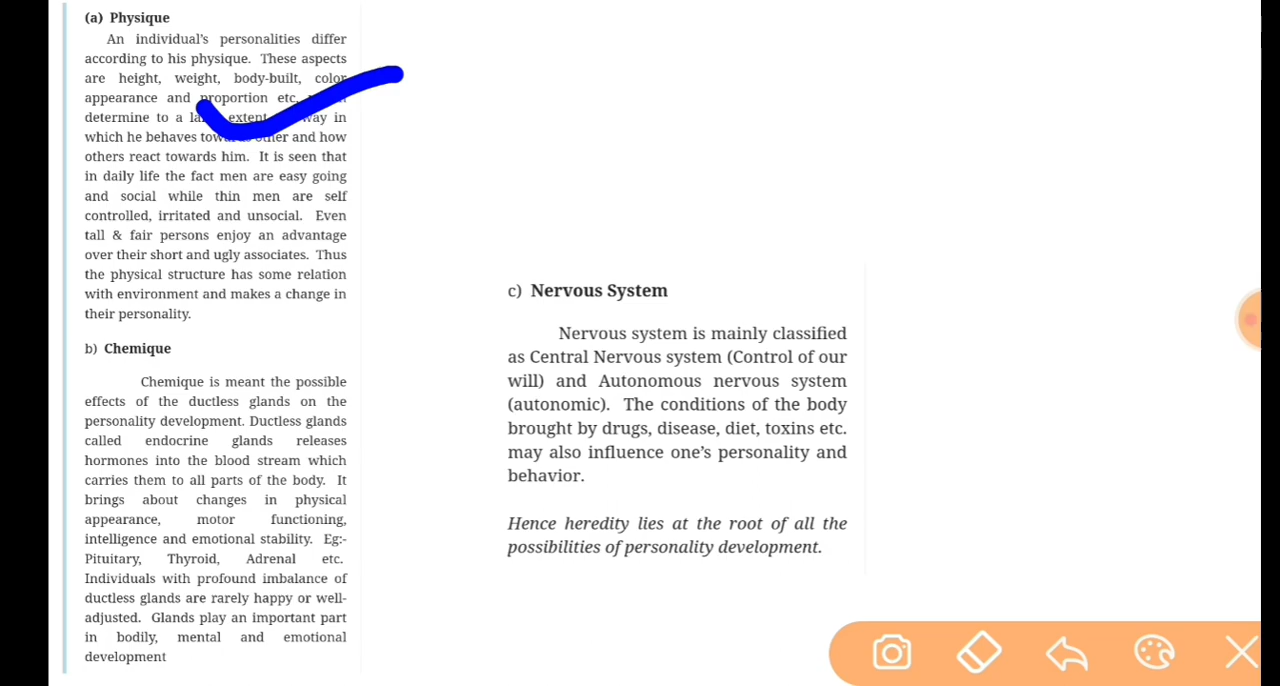 (a) Physique
An individual's personalities differ
according to his physique. These aspects
are height, weight, body-built, color
appearance and proportion etc.
determine to a extent way in
which he behaves towards other and how
others react towards him. It is seen that
in daily life the fact men are easy going
and social while thin men are self
controlled, irritated and unsocial. Even
tall & fair persons enjoy an advantage
over their short and ugly associates. Thus
the physical structure has some relation
with environment and makes a change in
their personality.
b) Chemique
Chemique is meant the possible
effects of the ductless glands on the
personality development. Ductless glands
called endocrine glands releases
hormones into the blood stream which
carries them to all parts of the body. It
brings about changes in physical
appearance, motor functioning,
intelligence and emotional stability. Eg:-
Pituitary, Thyroid, Adrenal etc.
Individuals with profound imbalance of
ductless glands are rarely happy or well-
adjusted. Glands play an important part
in bodily, mental and emotional
development
c) Nervous System
Nervous system is mainly classified
as Central Nervous system (Control of our
will) and Autonomous nervous system
(autonomic). The conditions of the body
brought by drugs, disease, diet, toxins etc.
may also influence one's personality and
behavior.
Hence heredity lies at the root of all the
possibilities of personality development.